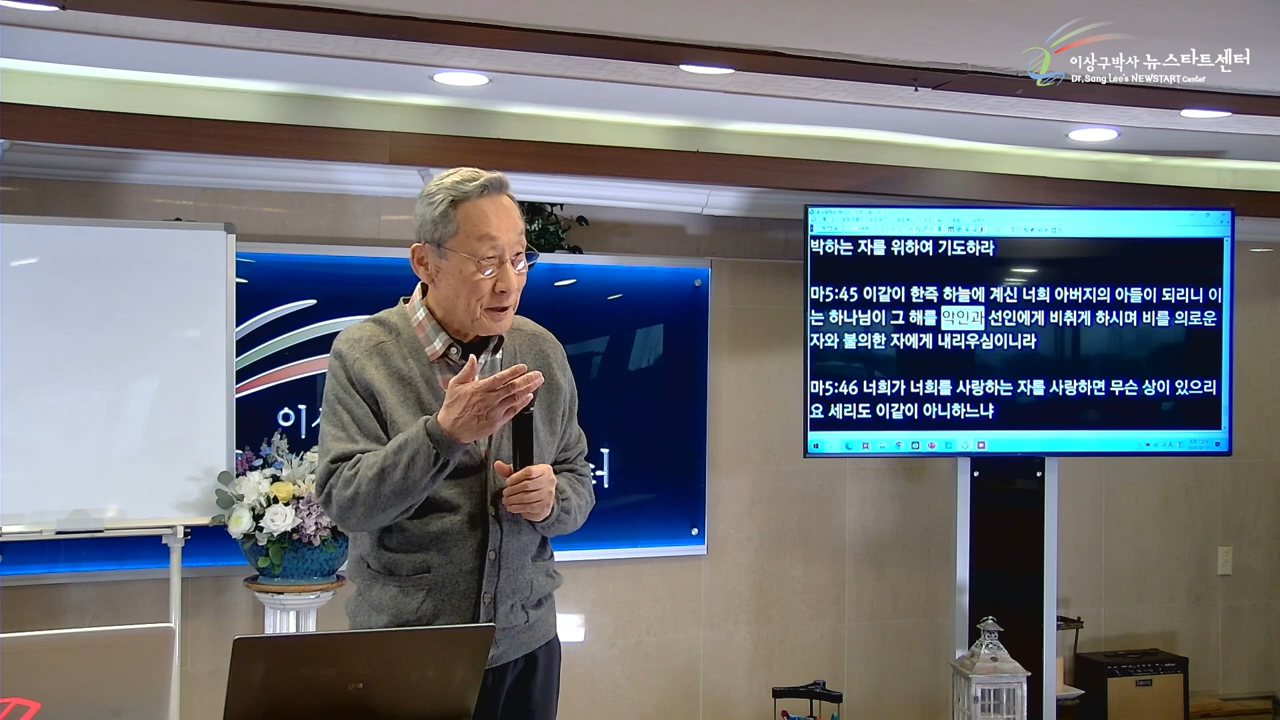 이상구박사 뉴스타트센터
Dr. Sang Lee's NEWSTART Center
박하는 자를 위하여 기도하라
마5:45 이같이 한즉 하늘에 계신 너희 아버지의 아들이 되리니 이
는 하나님이 그 해를 악인과 선인에게 비취게 하시며 비를 의로운
자와 불의한 자에게 내리우심이니라
마5:46 너희가 너희를 사랑하는 자를 사랑하면 무슨 상이 있으리
요 세리도 이같이 아니하느냐
이
터